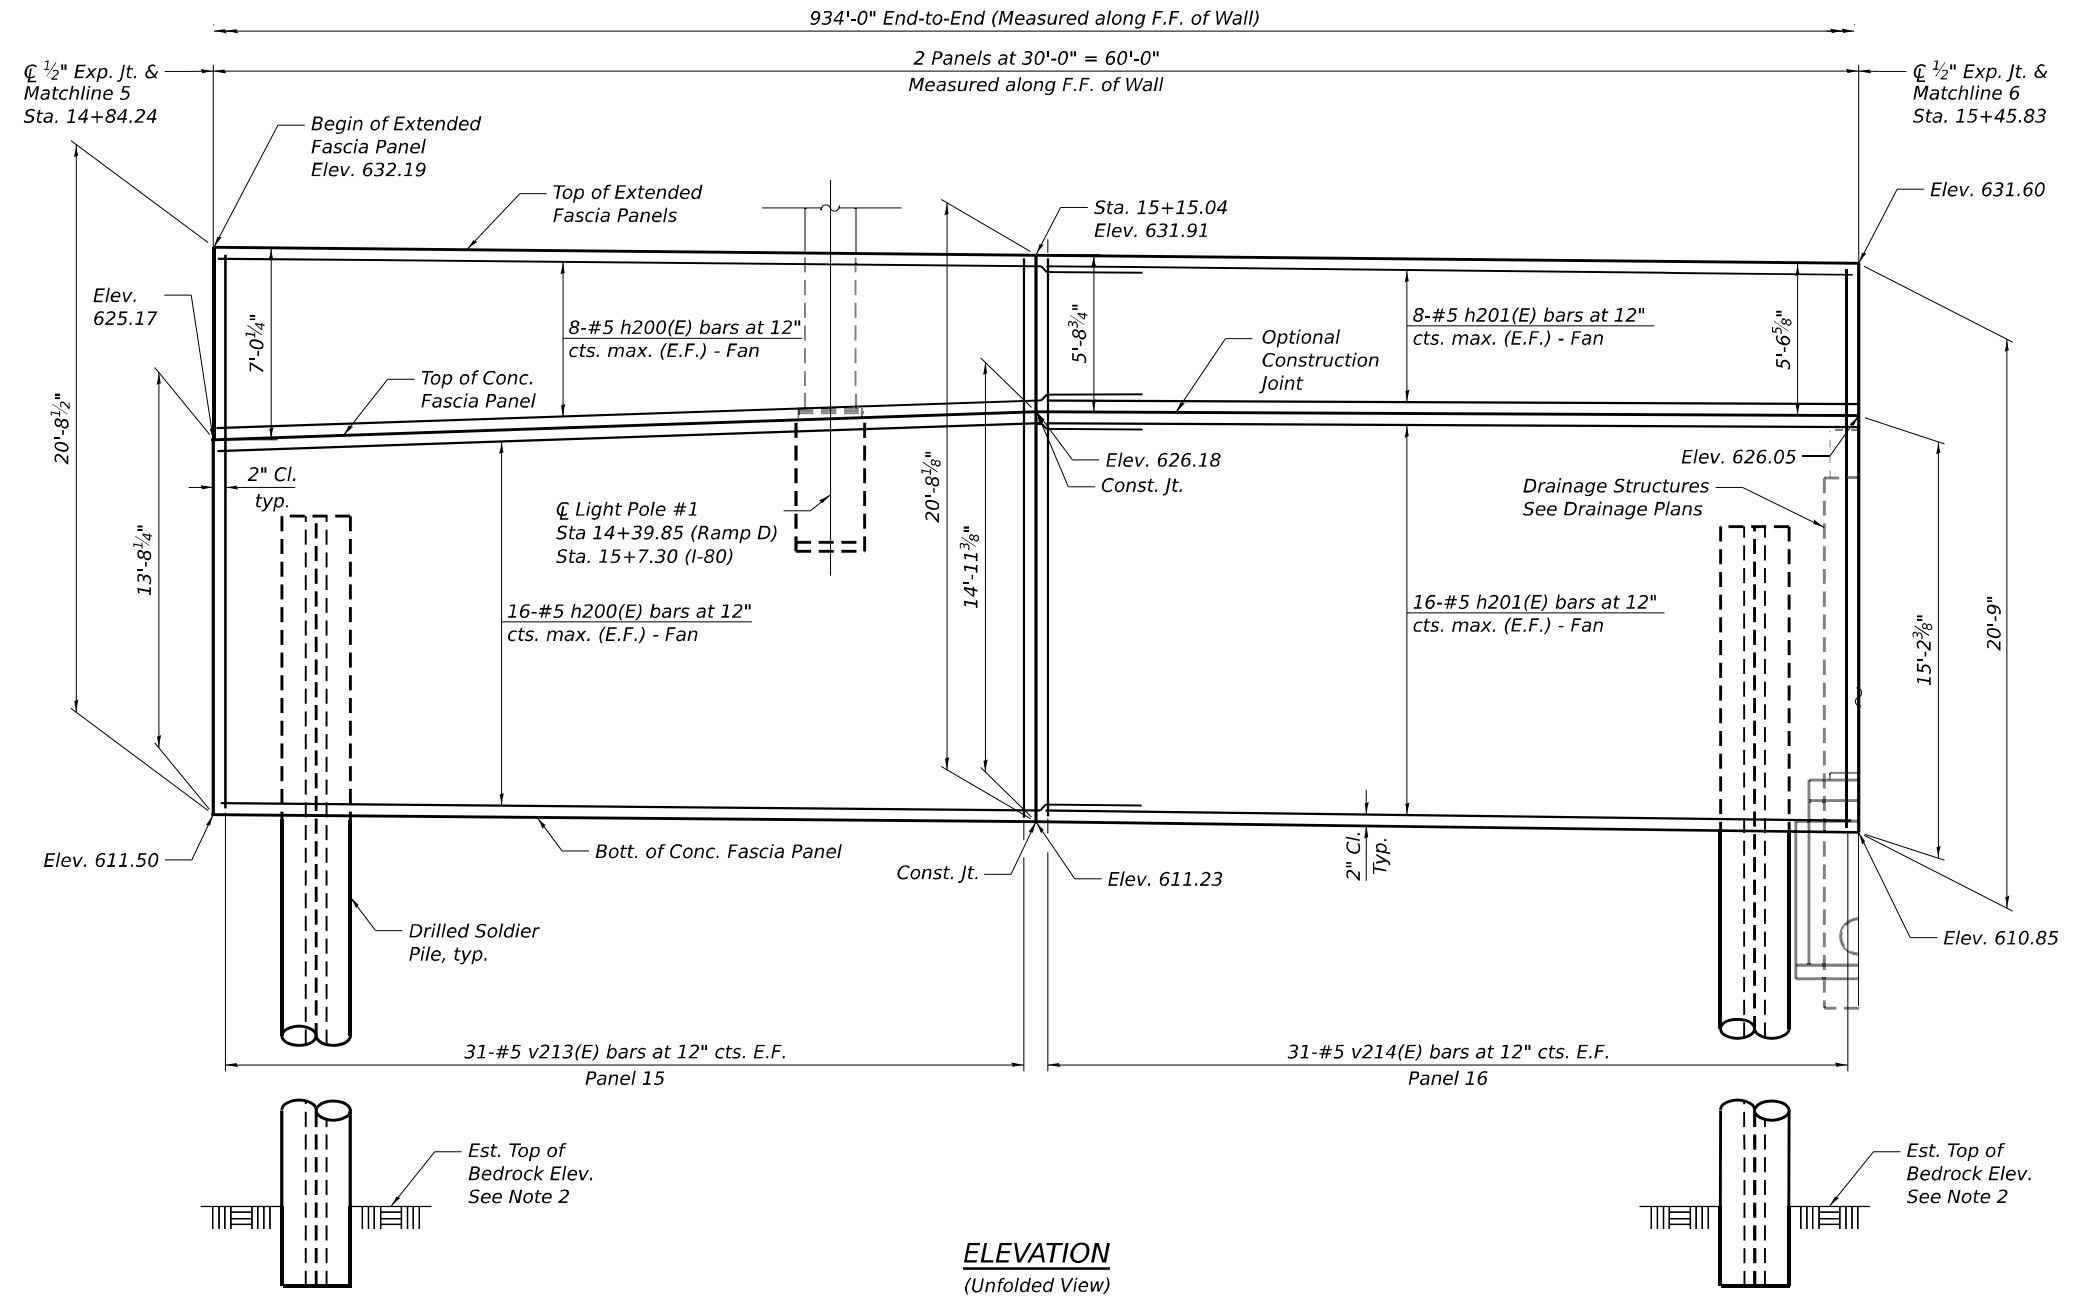 934'-0" End-to-End (Measured along F.F. of Wall)
2 Panels at 30'-0" = 60'-0"
Measured along F.F. of Wall
℄ ½" Exp. Jt. &
Matchline 5
Sta. 14+84.24
℄ ½" Exp. Jt. &
Matchline 6
Sta. 15+45.83
Begin of Extended
Fascia Panel
Elev. 632.19
Top of Extended
Fascia Panels
Sta. 15+15.04
Elev. 631.91
Elev. 631.60
Elev.
625.17
7'-0¼"
8-#5 h200(E) bars at 12"
cts. max. (E.F.) - Fan
5'-8¾"
Optional
Construction
Joint
8-#5 h201(E) bars at 12"
cts. max. (E.F.) - Fan
5'-6⅝"
Top of Conc.
Fascia Panel
20'-8½"
13'-8¼"
2" Cl.
typ.
℄ Light Pole #1
Sta 14+39.85 (Ramp D)
Sta. 15+7.30 (I-80)
20'-8⅛"
14'-11⅜"
Elev. 626.18
Const. Jt.
Elev. 626.05
Drainage Structures
See Drainage Plans
16-#5 h200(E) bars at 12"
cts. max. (E.F.) - Fan
16-#5 h201(E) bars at 12"
cts. max. (E.F.) - Fan
15'-2⅜"
20'-9"
Elev. 611.50
Bott. of Conc. Fascia Panel
Const. Jt.
Elev. 611.23
2" Cl.
Typ.
Drilled Soldier
Pile, typ.
Elev. 610.85
31-#5 v213(E) bars at 12" cts. E.F.
Panel 15
31-#5 v214(E) bars at 12" cts. E.F.
Panel 16
Est. Top of
Bedrock Elev.
See Note 2
Est. Top of
Bedrock Elev.
See Note 2
ELEVATION
(Unfolded View)